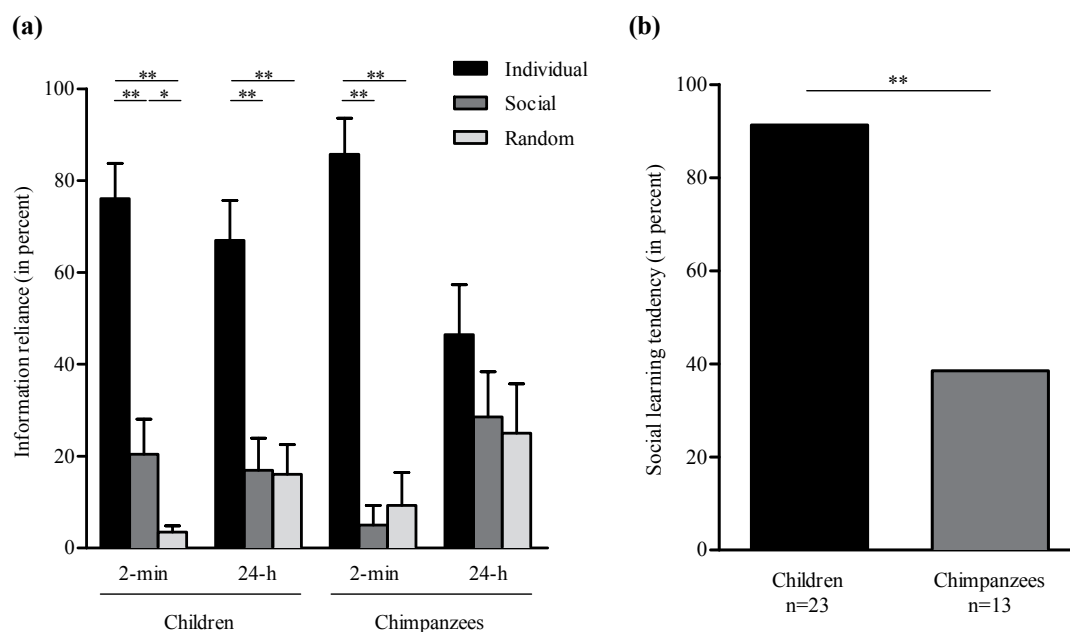 (a)
Information reliance (in percent)
100
80
60
40
20
0
** ** **
** * ** **
Individual
Social
Random
2-min 24-h 2-min 24-h
Children Chimpanzees
(b)
Social learning tendency (in percent)
100
80
60
40
20
0
**
Children Chimpanzees
n=23 n=13